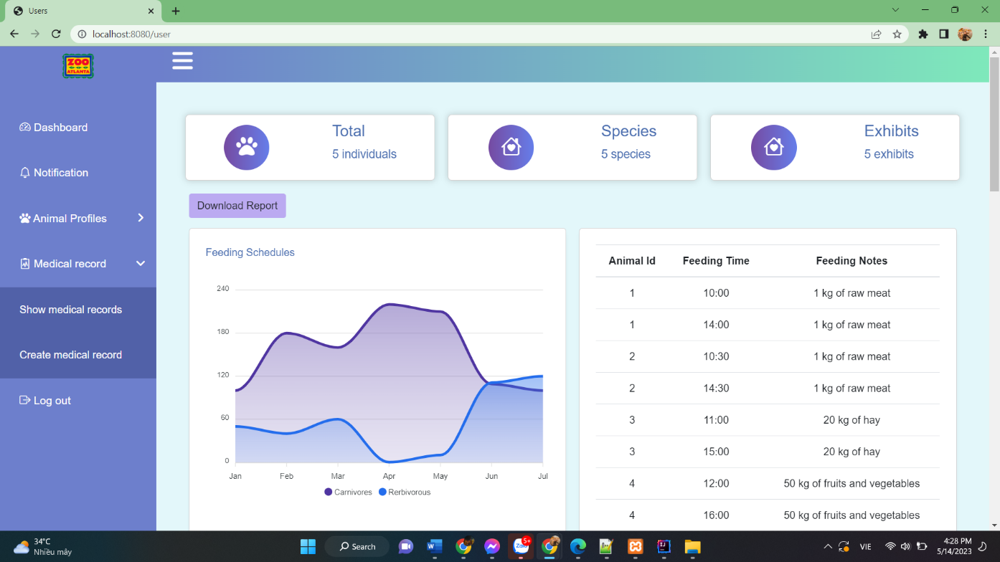 Users
localhost:8080/user
ZOO
ATLANTA
Dashboard
Notification
Animal Profiles
Medical record
Show medical records
Create medical record
Log out
Total
5 individuals
Species
5 species
Exhibits
5 exhibits
Download Report
Feeding Schedules
240
180
120
60
0
Jan Feb Mar Apr May Jun Jul
Carnivores Rerbivorous
Animal Id Feeding Time Feeding Notes
1 10:00 1 kg of raw meat
1 14:00 1 kg of raw meat
2 10:30 1 kg of raw meat
2 14:30 1 kg of raw meat
3 11:00 20 kg of hay
3 15:00 20 kg of hay
4 12:00 50 kg of fruits and vegetables
4 16:00 50 kg of fruits and vegetables
34°C
Nhiều mây
Search
Zalo
5+
VIE
4:28 PM
5/14/2023